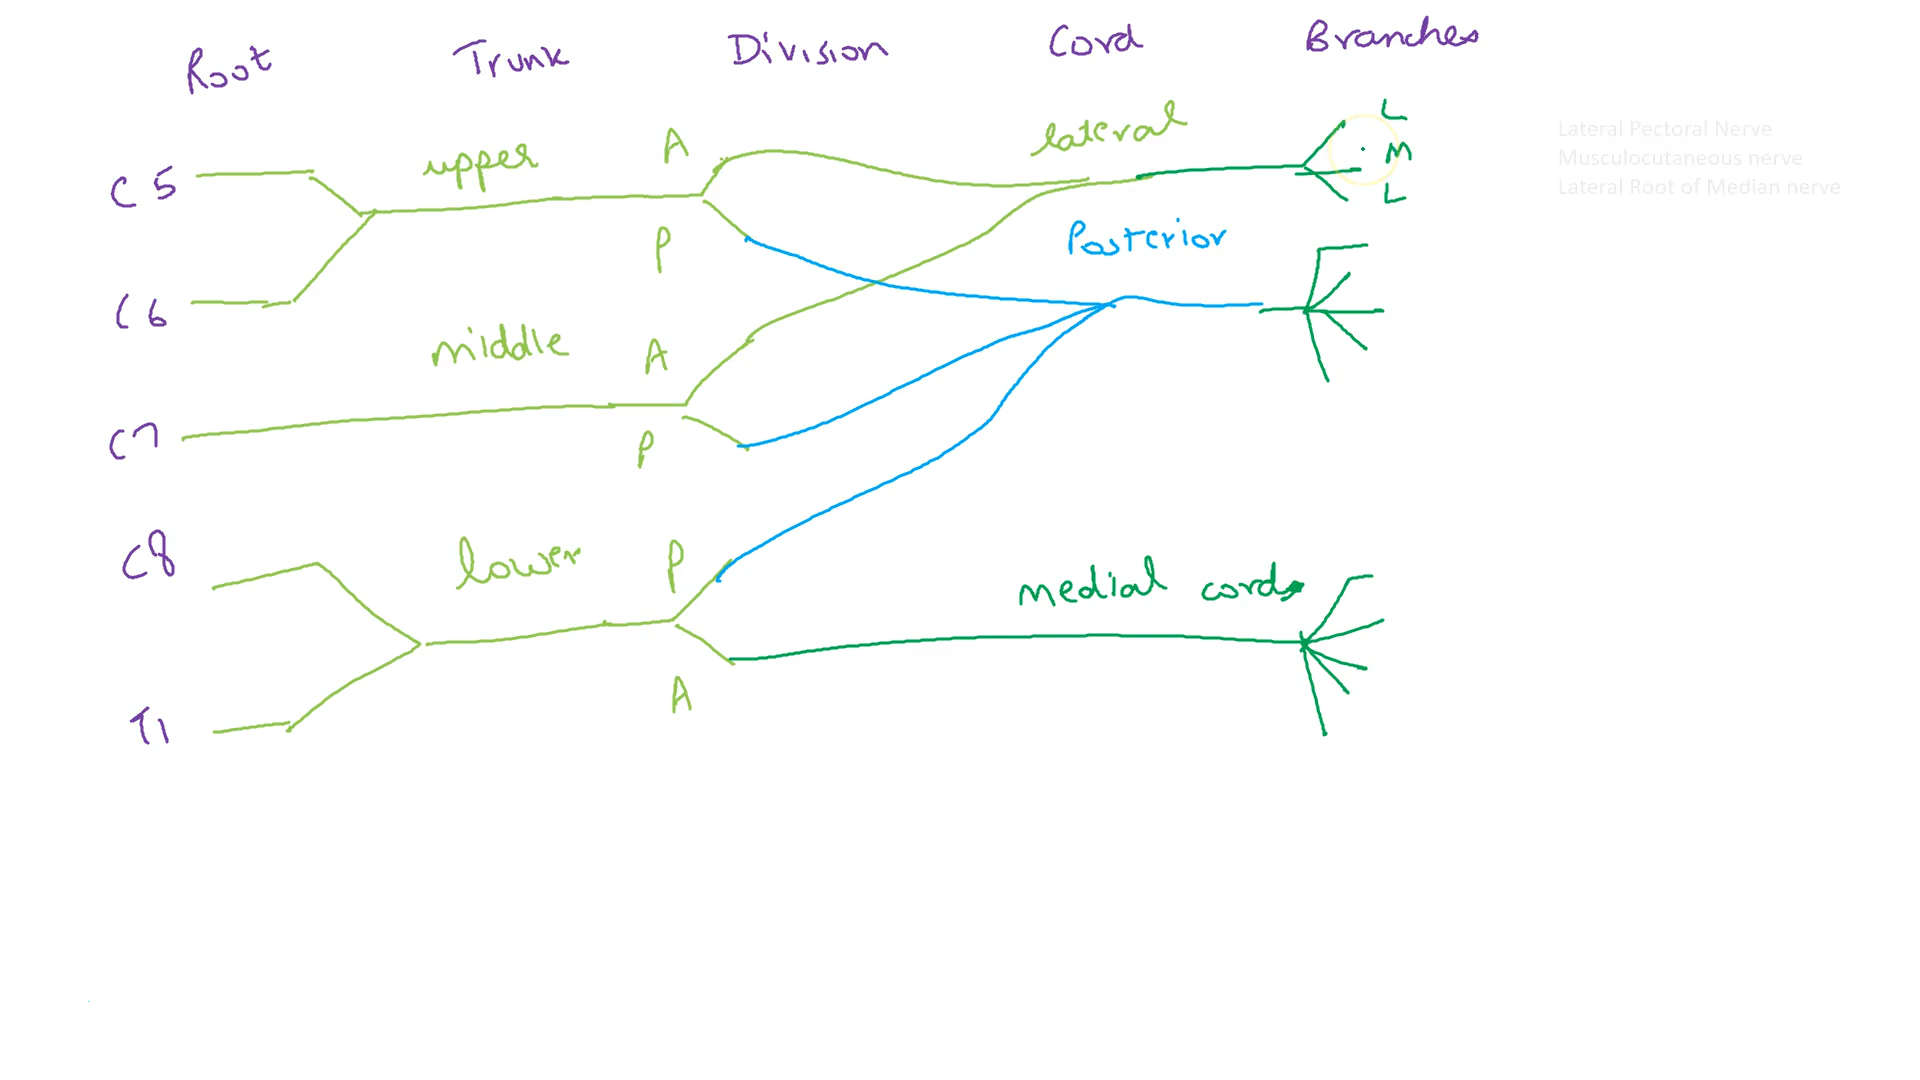 Root Trunk Division Cord Branches
C5 upper A lateral L
M
L
Lateral Pectoral Nerve
Musculocutaneous nerve
Lateral Root of Median nerve
P Posterior
C6
middle A
C7 P
C8 lower P medial cords
T1 A